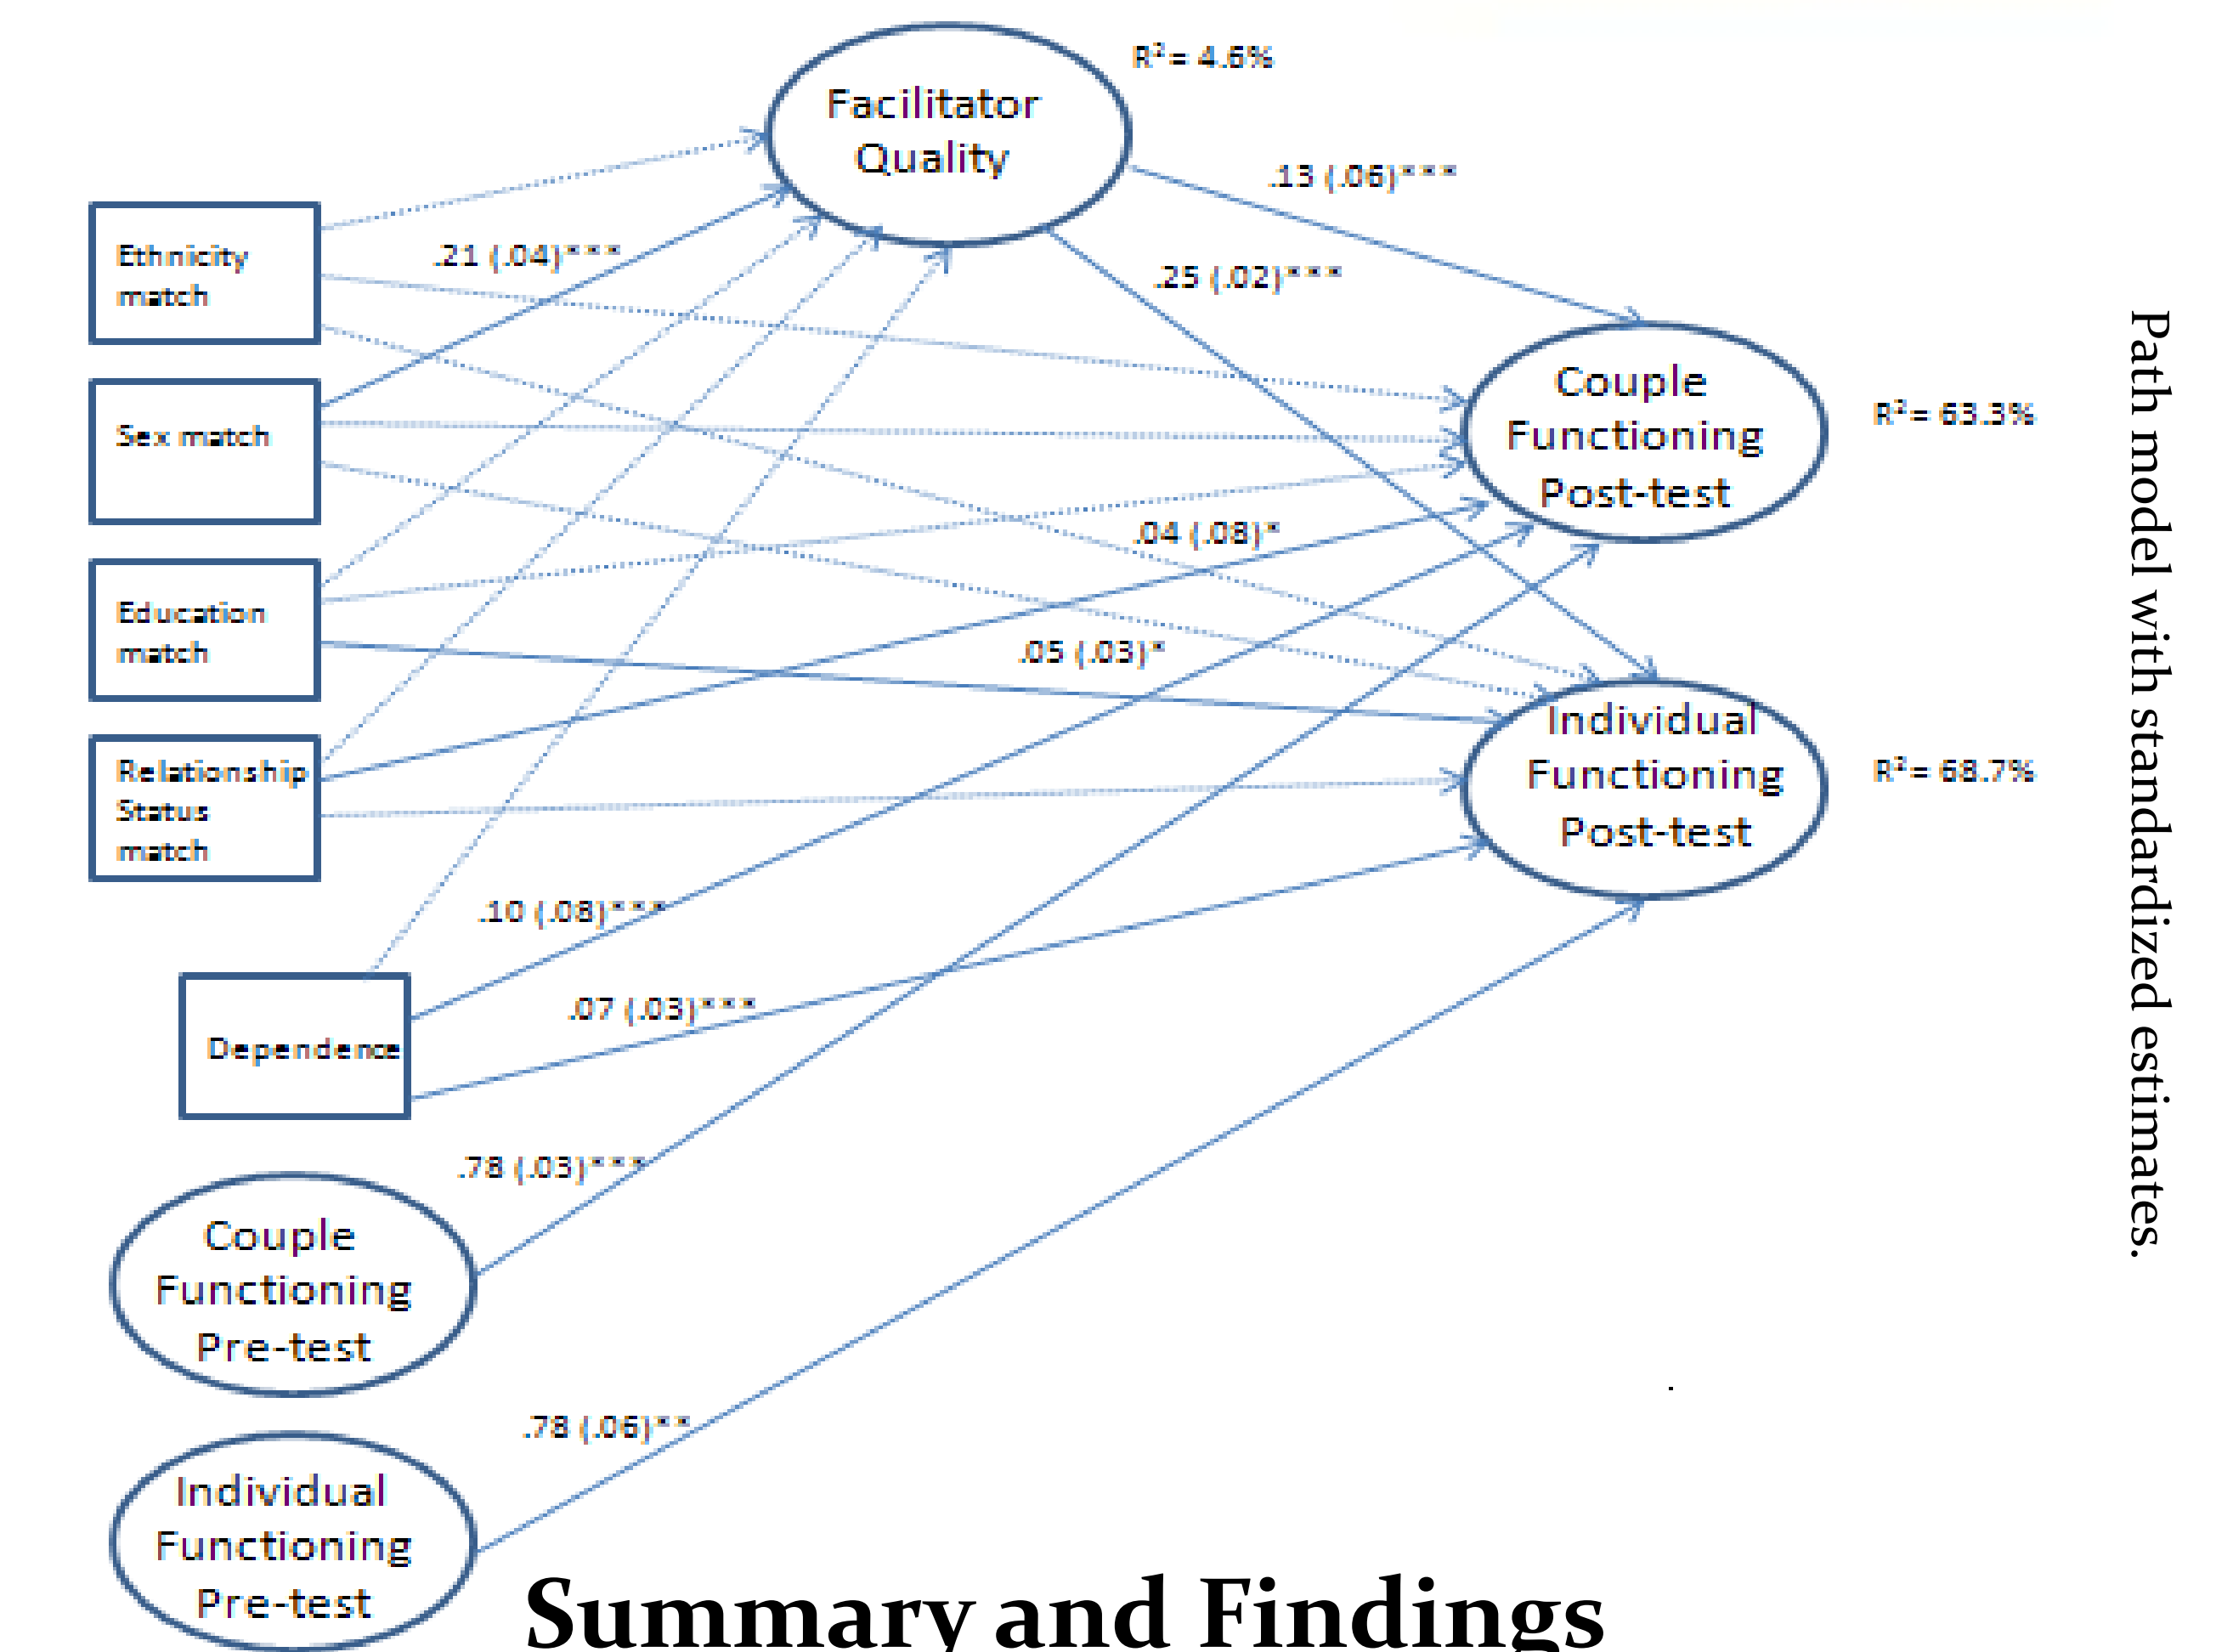 R²= 4.6%
Facilitator
Quality
.13 (.06)***
Ethnicity
match
.21 (.04)***
.25 (.02)***
Sex match
Couple
Functioning
Post-test
R²= 63.3%
.04 (.08)*
Education
match
.05 (.03)*
Relationship
Status
match
Individual
Functioning
Post-test
R²= 68.7%
.10 (.08)***
Dependence
.07 (.03)***
.78 (.03)***
Couple
Functioning
Pre-test
.78 (.06)**
Individual
Functioning
Pre-test
Path model with standardized estimates.
.
Summary and Findings